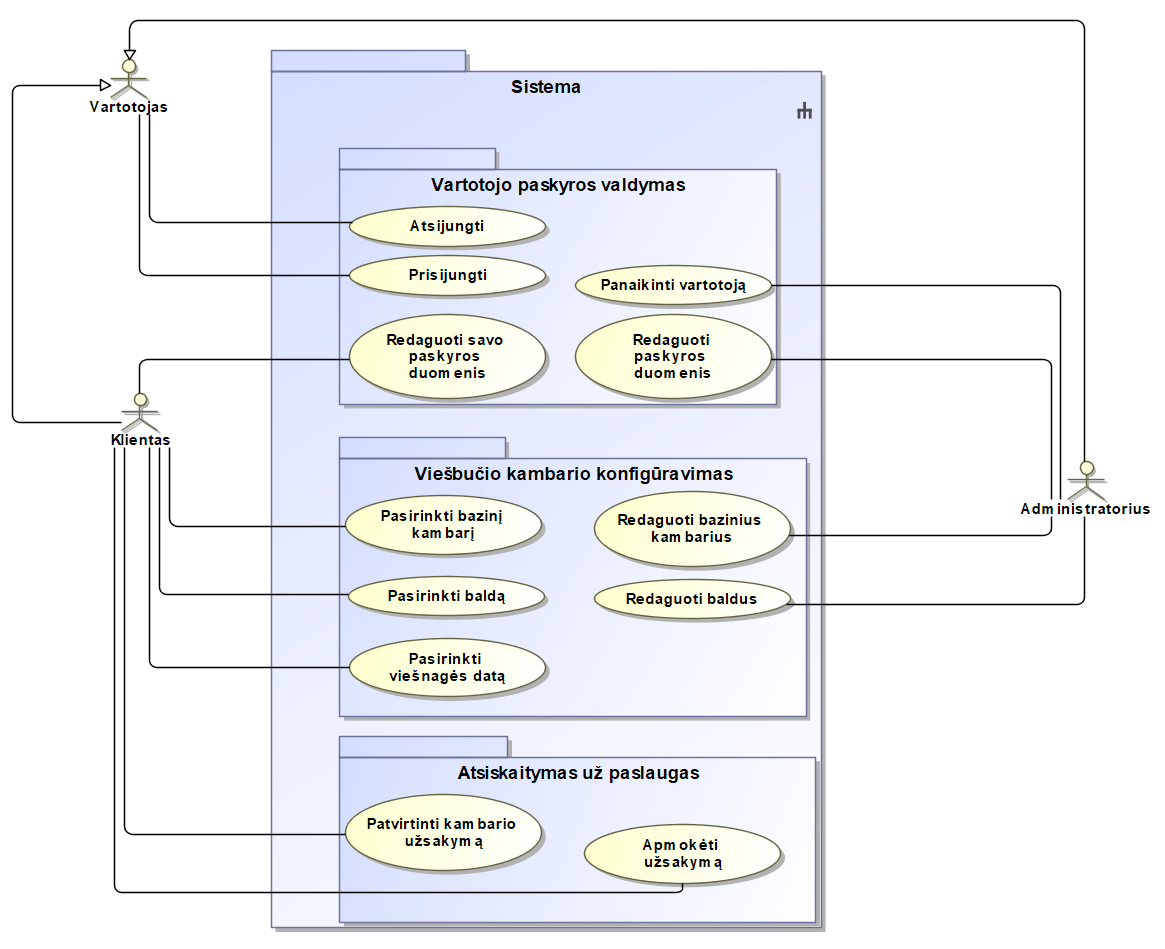 Sistema
Vartotojas
Vartotojo paskyros valdymas
Atsijungti
Prisijungti
Panaikinti vartotoją
Redaguoti savo
paskyros
duomenis
Redaguoti
paskyros
duomenis
Klientas
Viešbučio kambario konfigūravimas
Pasirinkti bazinį
kambarį
Redaguoti bazinius
kambarius
Administratorius
Pasirinkti baldą
Redaguoti baldus
Pasirinkti
viešnagės datą
Atsiskaitymas už paslaugas
Patvirtinti kambario
užsakymą
Apmokėti
užsakymą